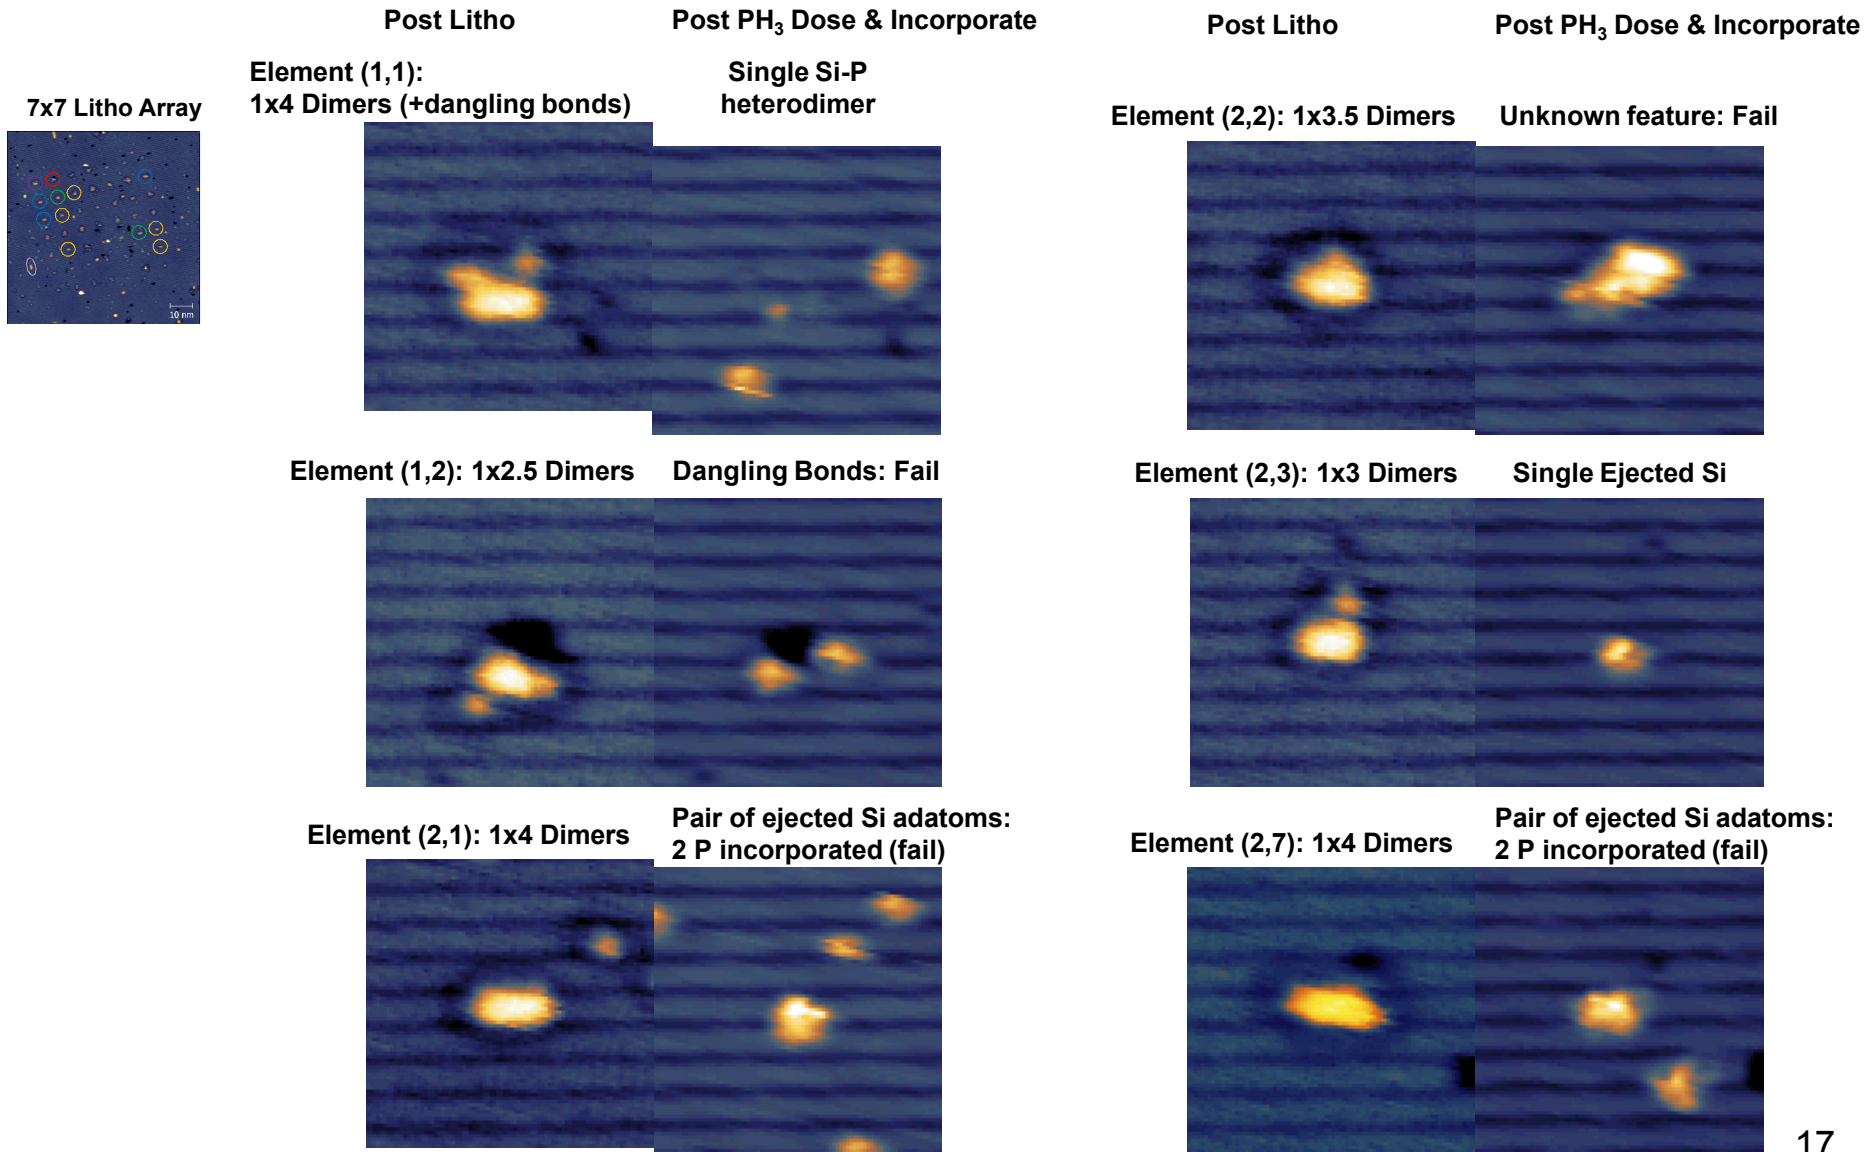 Post Litho
Post PH₃ Dose & Incorporate
Post Litho
Post PH₃ Dose & Incorporate
7x7 Litho Array
10 nm
Element (1,1):
1x4 Dimers (+dangling bonds)
Single Si-P
heterodimer
Element (2,2): 1x3.5 Dimers
Unknown feature: Fail
Element (1,2): 1x2.5 Dimers
Dangling Bonds: Fail
Element (2,3): 1x3 Dimers
Single Ejected Si
Element (2,1): 1x4 Dimers
Pair of ejected Si adatoms:
2 P incorporated (fail)
Element (2,7): 1x4 Dimers
Pair of ejected Si adatoms:
2 P incorporated (fail)
17